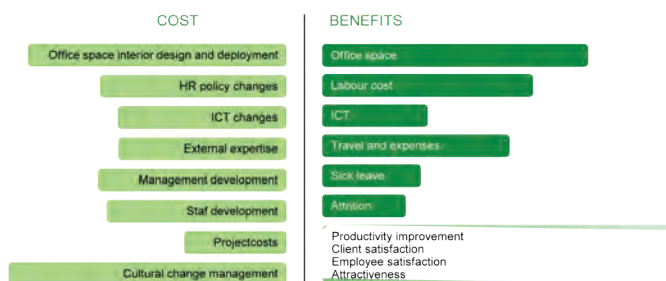 COST
Office space interior design and deployment
HR policy changes
ICT changes
External expertise
Management development
Staf development
Projectcosts
Cultural change management
BENEFITS
Office space
Labour cost
ICT
Travel and expenses
Sick leave
Attrition
Productivity improvement
Client satisfaction
Employee satisfaction
Attractiveness